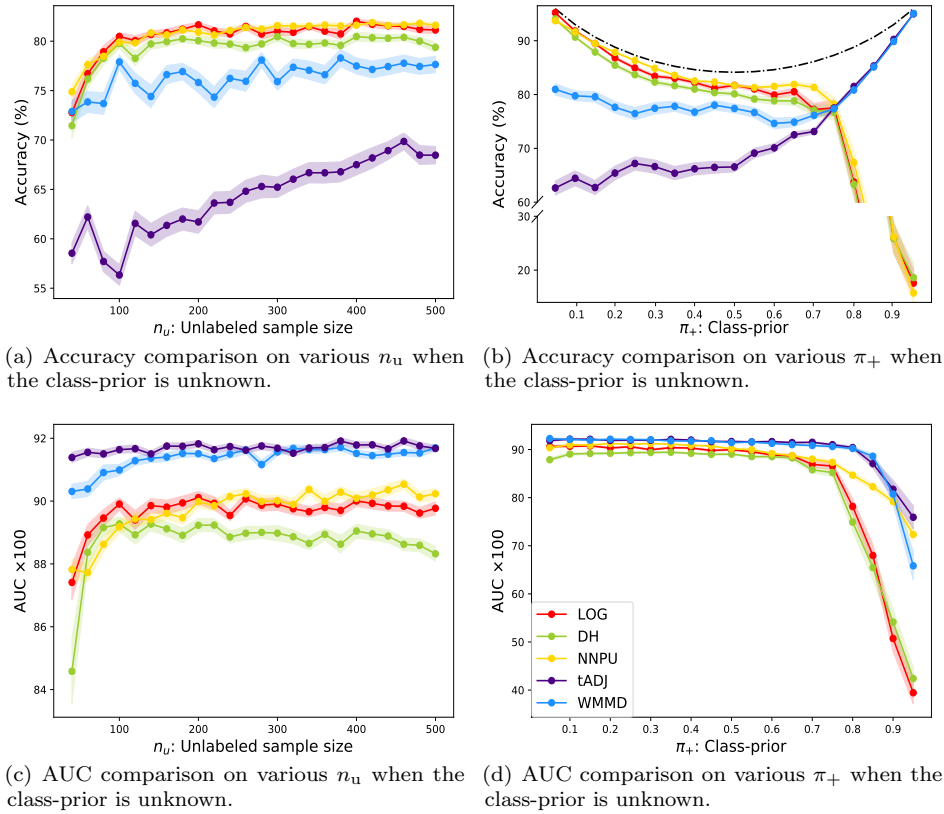 80
75
70
65
60
55
Accuracy (%)
100
200
300
400
500
n_u: Unlabeled sample size
(a) Accuracy comparison on various n_u when
the class-prior is unknown.
90
80
70
60
30
20
Accuracy (%)
0.1
0.2
0.3
0.4
0.5
0.6
0.7
0.8
0.9
π_+: Class-prior
(b) Accuracy comparison on various π_+ when
the class-prior is unknown.
92
90
88
86
84
AUC ×100
100
200
300
400
500
n_u: Unlabeled sample size
(c) AUC comparison on various n_u when the
class-prior is unknown.
90
80
70
60
50
40
AUC ×100
LOG
DH
NNPU
tADJ
WMMD
0.1
0.2
0.3
0.4
0.5
0.6
0.7
0.8
0.9
π_+: Class-prior
(d) AUC comparison on various π_+ when the
class-prior is unknown.